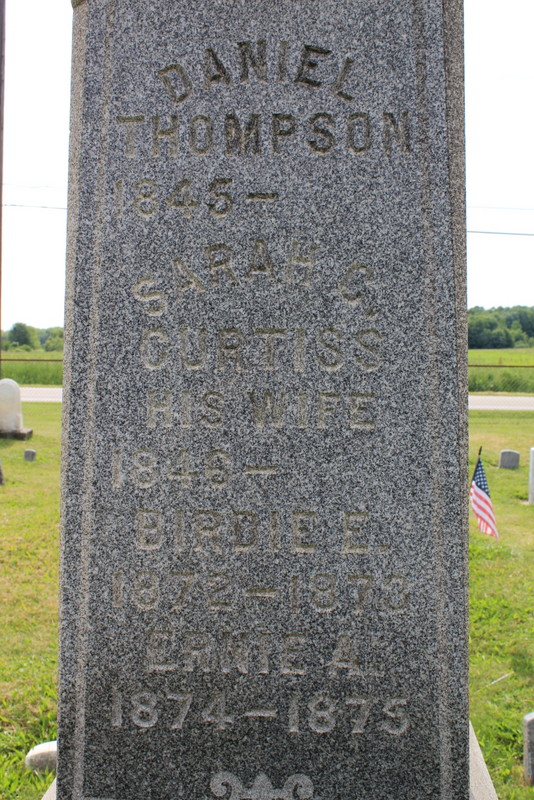 DANIEL
THOMPSON
1845–
SARAH C.
CURTISS
HIS WIFE
1846–
BIRDIE E.
1872–1873
ERNIE A.
1874–1875